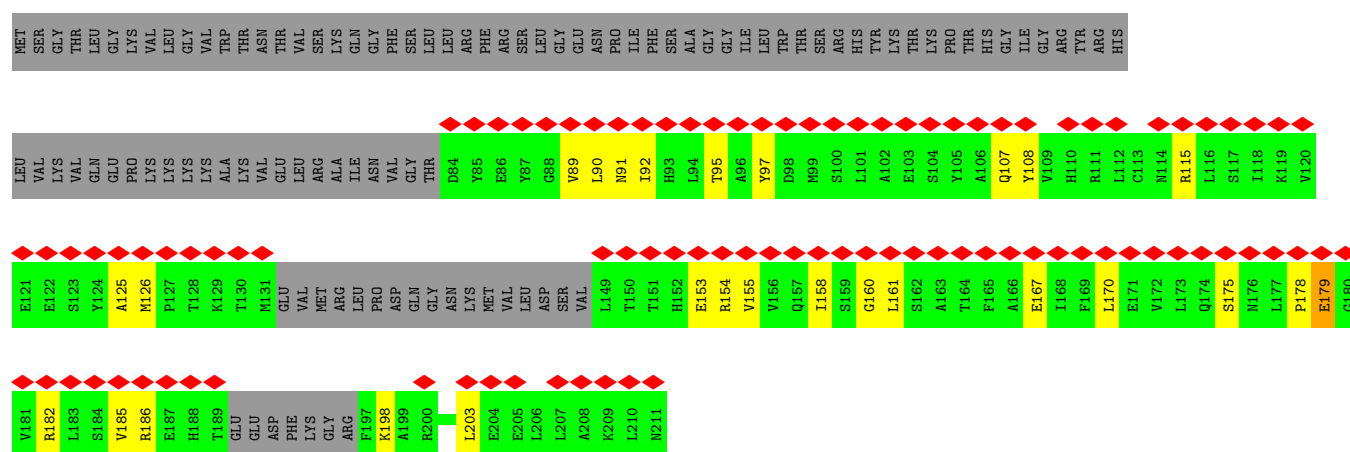 MET SER GLY THR LEU GLY LYS VAL LEU GLY VAL TRP THR ASN THR VAL SER LYS GLN GLY PHE SER LEU LEU ARG PHE ARG SER LEU GLY GLU ASN PRO ILE PHE SER ALA GLY GLY ILE LEU TRP THR SER ARG HIS TYR LYS THR LYS PRO THR HIS GLY ILE GLY ARG TYR ARG HIS
LEU VAL LYS VAL GLN GLU PRO LYS LYS LYS LYS ALA LYS VAL GLU LEU ARG ALA ILE ASN VAL GLY THR D84 Y85 E86 Y87 G88 V89 L90 N91 I92 H93 L94 T95 A96 Y97 D98 M99 S100 L101 A102 E103 S104 Y105 A106 Q107 Y108 V109 H110 R111 L112 C113 N114 R115 L116 S117 I118 K119 V120
E121 E122 S123 Y124 A125 M126 P127 T128 K129 T130 M131 GLU VAL MET ARG LEU PRO ASP GLN GLY ASN LYS MET VAL LEU ASP SER VAL L149 T150 T151 H152 E153 R154 V155 V156 Q157 I158 S159 G160 L161 S162 A163 T164 F165 A166 E167 I168 F169 L170 E171 V172 L173 Q174 S175 N176 L177 P178 E179 G180
V181 R182 L183 S184 V185 R186 E187 H188 T189 GLU GLU ASP PHE LYS GLY ARG F197 K198 A199 R200 L203 E204 E205 L206 L207 A208 K209 L210 N211